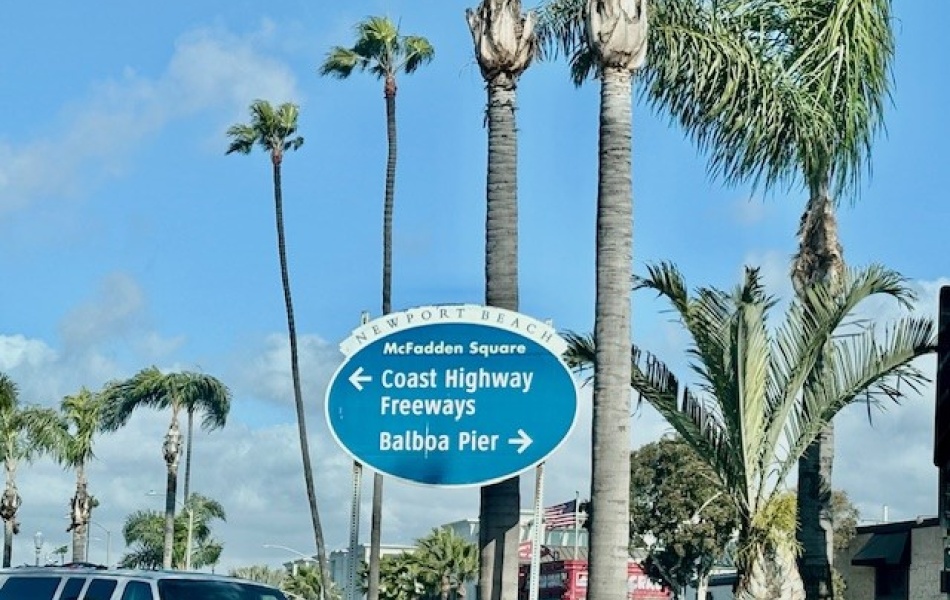 NEWPORT BEACH
McFadden Square
← Coast Highway
Freeways
Balboa Pier →